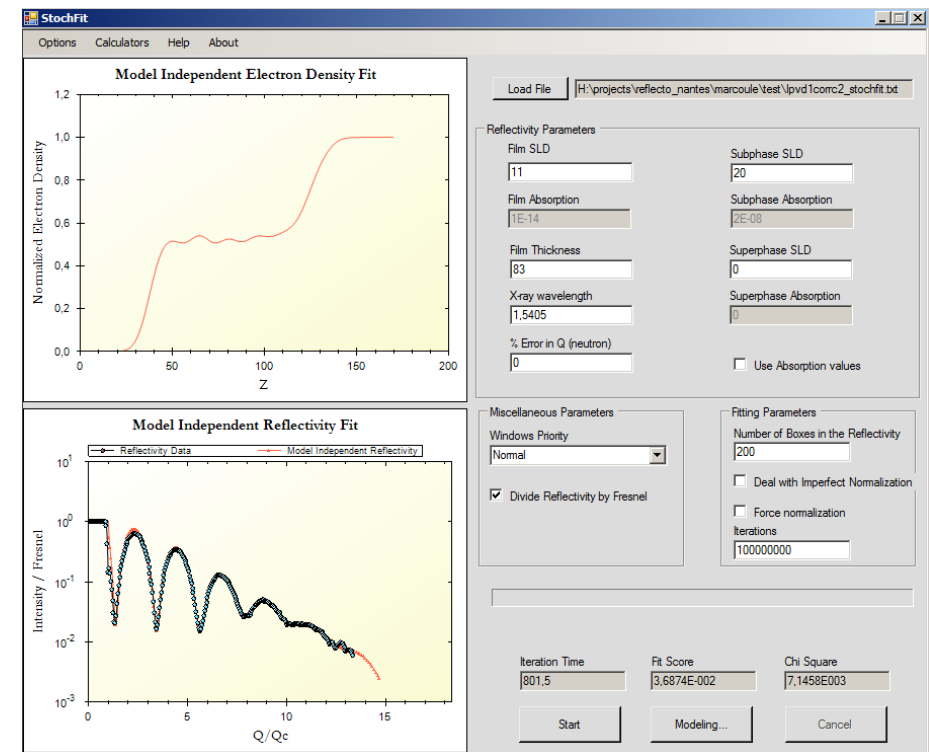 StochFit
Options Calculators Help About
Model Independent Electron Density Fit
1,2
1,0
0,8
0,6
0,4
0,2
0,0
Normalized Electron Density
0 50 100 150 200
Z
Load File H:\projects\reflecto_nantes\marcoule\test\lpvd1corrc2_stochfit.txt
Reflectivity Parameters
Film SLD
11
Subphase SLD
20
Film Absorption
1E-14
Subphase Absorption
2E-08
Film Thickness
83
Superphase SLD
0
X-ray wavelength
1,5405
Superphase Absorption
0
% Error in Q (neutron)
0
Use Absorption values
Model Independent Reflectivity Fit
Reflectivity Data Model Independent Reflectivity
10^1
10^0
10^-1
10^-2
10^-3
Intensity / Fresnel
0 5 10 15
Q/Qc
Miscellaneous Parameters
Windows Priority
Normal
Divide Reflectivity by Fresnel
Fitting Parameters
Number of Boxes in the Reflectivity
200
Deal with Imperfect Normalization
Force normalization
Iterations
100000000
Iteration Time Fit Score Chi Square
801,5 3,6874E-002 7,1458E003
Start Modeling... Cancel